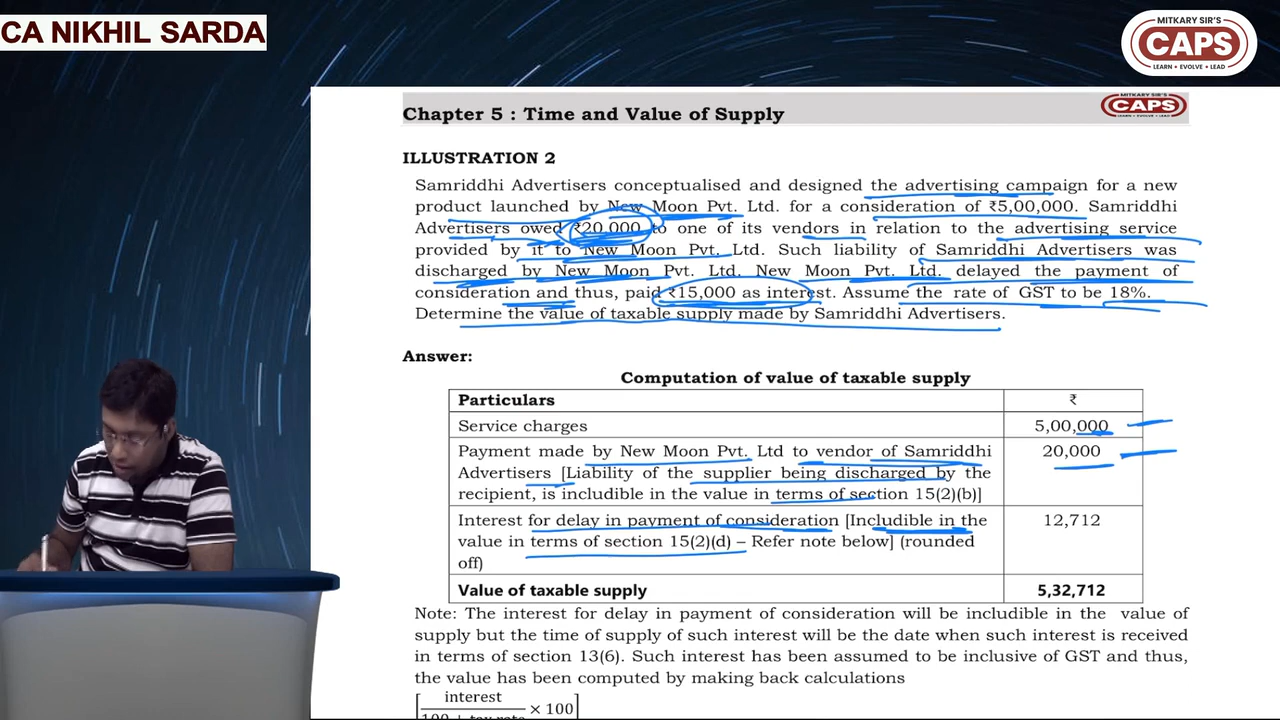 CA NIKHIL SARDA
MITKARY SIR'S
CAPS
LEARN • EVOLVE • LEAD
MITKARY SIR'S
Chapter 5 : Time and Value of Supply
CAPS
LEARN • EVOLVE • LEAD
ILLUSTRATION 2
Samriddhi Advertisers conceptualised and designed the advertising campaign for a new
product launched by New Moon Pvt. Ltd. for a consideration of ₹5,00,000. Samriddhi
Advertisers owed ₹20,000 to one of its vendors in relation to the advertising service
provided by it to New Moon Pvt. Ltd. Such liability of Samriddhi Advertisers was
discharged by New Moon Pvt. Ltd. New Moon Pvt. Ltd. delayed the payment of
consideration and thus, paid ₹15,000 as interest. Assume the rate of GST to be 18%.
Determine the value of taxable supply made by Samriddhi Advertisers.
Answer:
Computation of value of taxable supply
Particulars ₹
Service charges 5,00,000
Payment made by New Moon Pvt. Ltd to vendor of Samriddhi 20,000
Advertisers [Liability of the supplier being discharged by the
recipient, is includible in the value in terms of section 15(2)(b)]
Interest for delay in payment of consideration [Includible in the 12,712
value in terms of section 15(2)(d) – Refer note below] (rounded
off)
Value of taxable supply 5,32,712
Note: The interest for delay in payment of consideration will be includible in the value of
supply but the time of supply of such interest will be the date when such interest is received
in terms of section 13(6). Such interest has been assumed to be inclusive of GST and thus,
the value has been computed by making back calculations
[interest
100 + tax rate × 100]